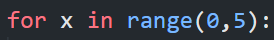 for x in range(0,5):